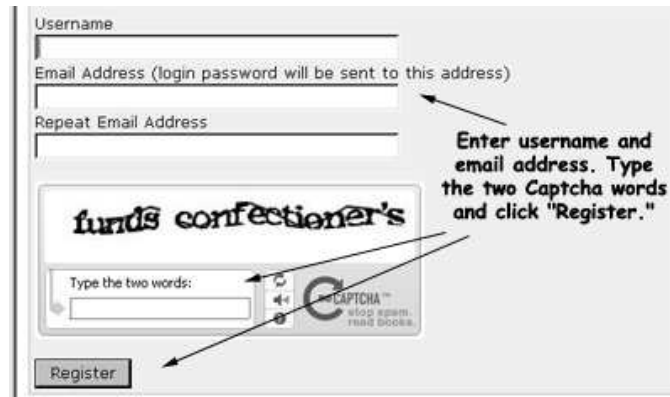 Username
Email Address (login password will be sent to this address)
Repeat Email Address
Enter username and
email address. Type
the two Captcha words
and click "Register."
funds confectioner's
Type the two words:
CAPTCHA™
stop spam.
read books.
Register